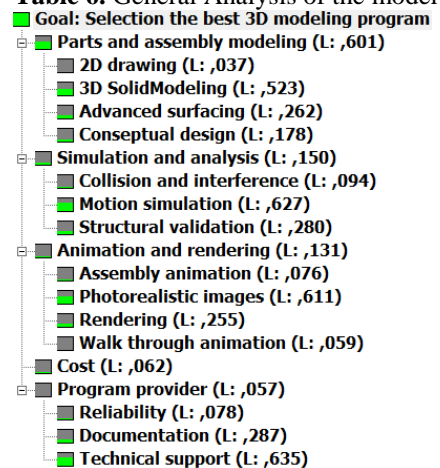 Table 6. General Analysis of the model
Goal: Selection the best 3D modeling program
Parts and assembly modeling (L: ,601)
2D drawing (L: ,037)
3D SolidModeling (L: ,523)
Advanced surfacing (L: ,262)
Conseptual design (L: ,178)
Simulation and analysis (L: ,150)
Collision and interference (L: ,094)
Motion simulation (L: ,627)
Structural validation (L: ,280)
Animation and rendering (L: ,131)
Assembly animation (L: ,076)
Photorealistic images (L: ,611)
Rendering (L: ,255)
Walk through animation (L: ,059)
Cost (L: ,062)
Program provider (L: ,057)
Reliability (L: ,078)
Documentation (L: ,287)
Technical support (L: ,635)